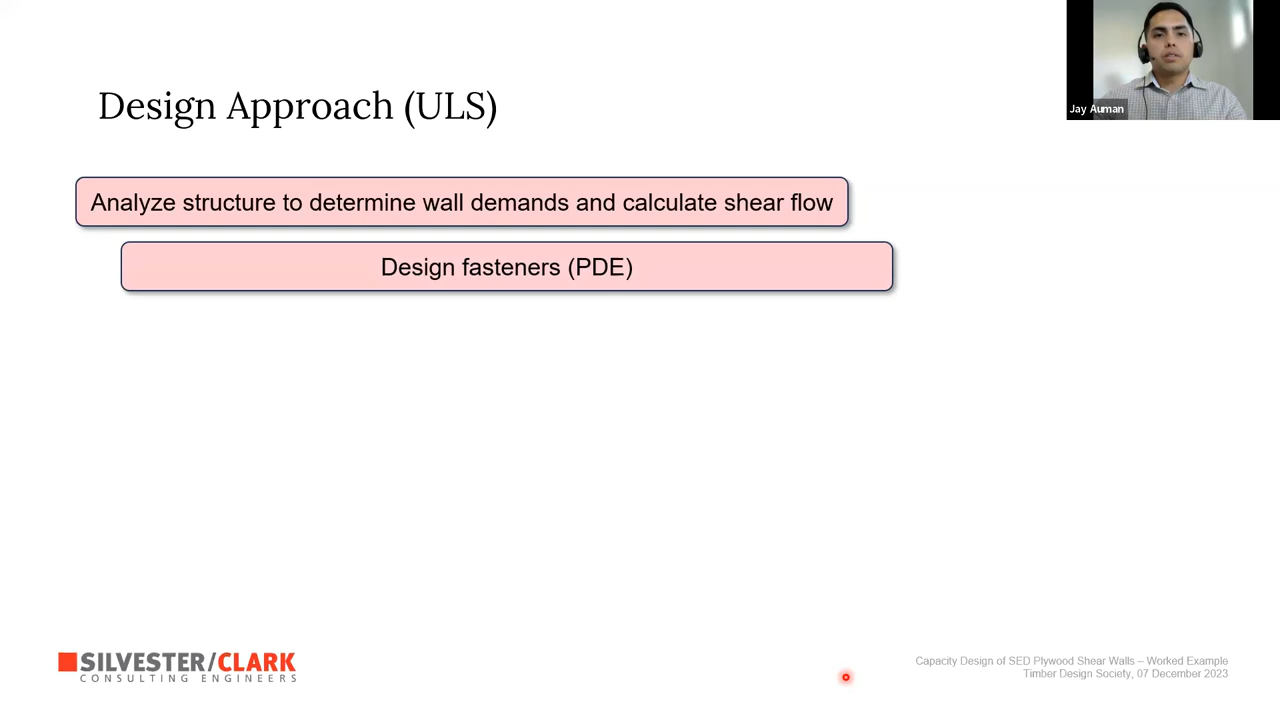 Jay Auman
Design Approach (ULS)
Analyze structure to determine wall demands and calculate shear flow
Design fasteners (PDE)
SILVESTER/CLARK
CONSULTING ENGINEERS
Capacity Design of SED Plywood Shear Walls – Worked Example
Timber Design Society, 07 December 2023